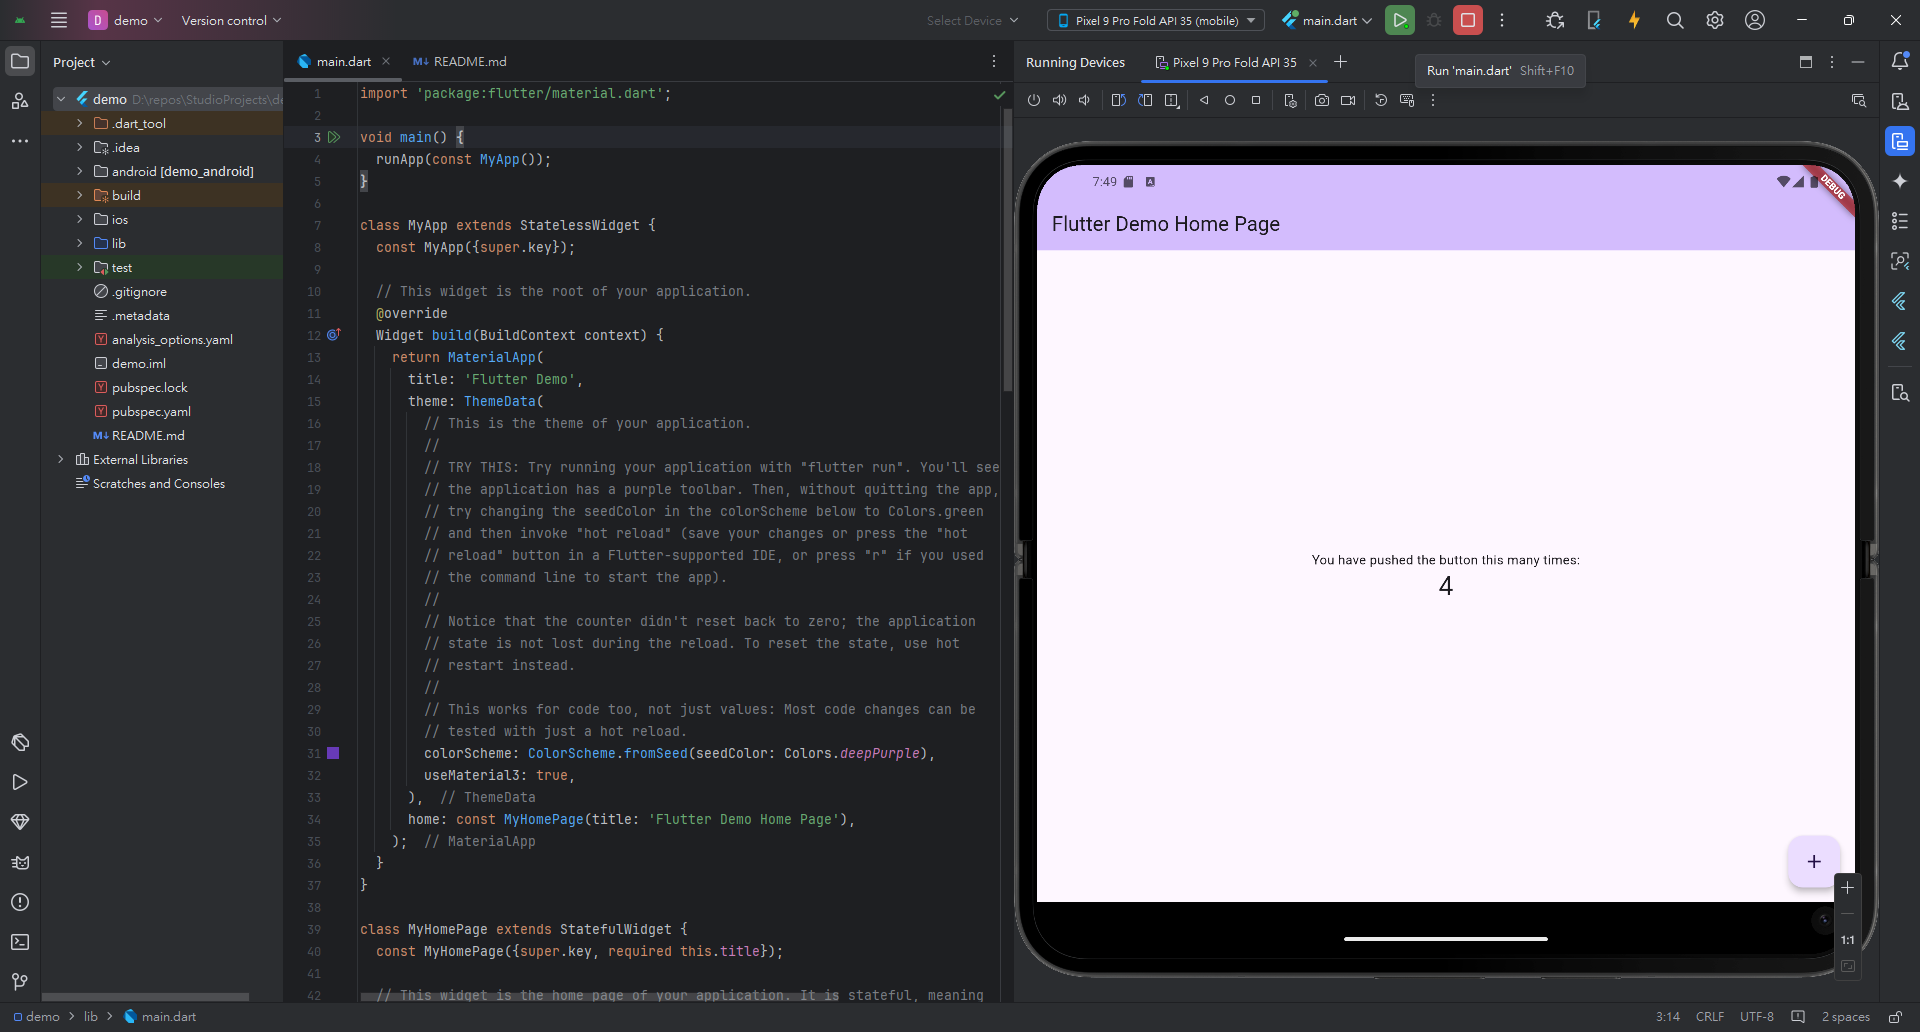 D demo Version control Select Device Pixel 9 Pro Fold API 35 (mobile) main.dart
Project
main.dart README.md
Running Devices Pixel 9 Pro Fold API 35
Run 'main.dart' Shift+F10
demo D:\repos\StudioProjects\de
.dart_tool
.idea
android [demo_android]
build
ios
lib
test
.gitignore
.metadata
analysis_options.yaml
demo.iml
pubspec.lock
pubspec.yaml
README.md
External Libraries
Scratches and Consoles
1 import 'package:flutter/material.dart';
2
3 void main() {
4 runApp(const MyApp());
5 }
6
7 class MyApp extends StatelessWidget {
8 const MyApp({super.key});
9
10 // This widget is the root of your application.
11 @override
12 Widget build(BuildContext context) {
13 return MaterialApp(
14 title: 'Flutter Demo',
15 theme: ThemeData(
16 // This is the theme of your application.
17 //
18 // TRY THIS: Try running your application with "flutter run". You'll see
19 // the application has a purple toolbar. Then, without quitting the app,
20 // try changing the seedColor in the colorScheme below to Colors.green
21 // and then invoke "hot reload" (save your changes or press the "hot
22 // reload" button in a Flutter-supported IDE, or press "r" if you used
23 // the command line to start the app).
24 //
25 // Notice that the counter didn't reset back to zero; the application
26 // state is not lost during the reload. To reset the state, use hot
27 // restart instead.
28 //
29 // This works for code too, not just values: Most code changes can be
30 // tested with just a hot reload.
31 colorScheme: ColorScheme.fromSeed(seedColor: Colors.deepPurple),
32 useMaterial3: true,
33 ), // ThemeData
34 home: const MyHomePage(title: 'Flutter Demo Home Page'),
35 ); // MaterialApp
36 }
37 }
38
39 class MyHomePage extends StatefulWidget {
40 const MyHomePage({super.key, required this.title});
41
42 // This widget is the home page of your application. It is stateful, meaning
7:49
DEBUG
Flutter Demo Home Page
You have pushed the button this many times:
4
1:1
demo lib main.dart
3:14 CRLF UTF-8 2 spaces